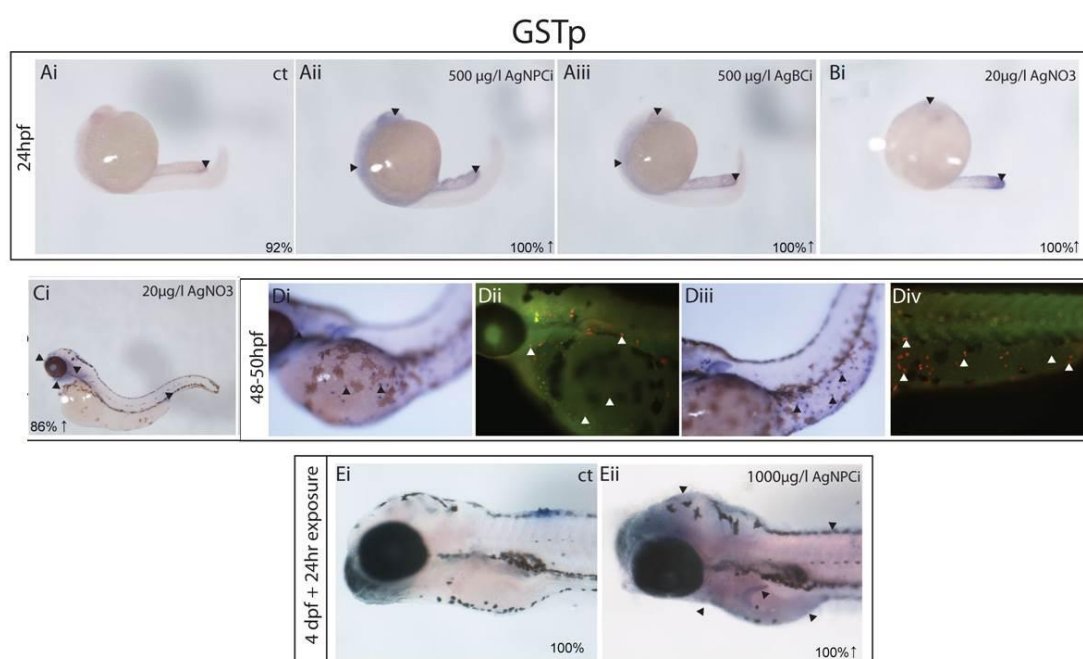 GSTp
24hpf
Ai
ct
92%
Aii
500 µg/l AgNPCi
100% ↑
Aiii
500 µg/l AgBCi
100% ↑
Bi
20µg/l AgNO3
100% ↑
Ci
20µg/l AgNO3
86% ↑
48-50hpf
Di
Dii
Diii
Div
4 dpf + 24hr exposure
Ei
ct
100%
Eii
1000µg/l AgNPCi
100% ↑